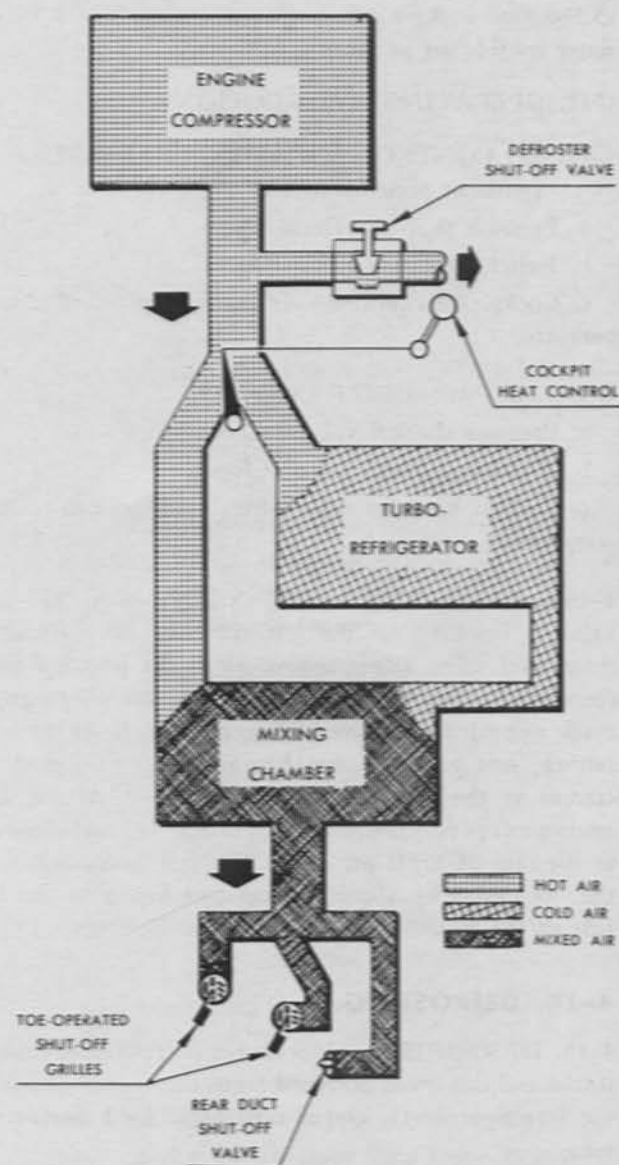 ENGINE
COMPRESSOR
DEFROSTER
SHUT-OFF VALVE
COCKPIT
HEAT CONTROL
TURBO-
REFRIGERATOR
MIXING
CHAMBER
HOT AIR
COLD AIR
MIXED AIR
TOE-OPERATED
SHUT-OFF
GRILLES
REAR DUCT
SHUT-OFF
VALVE